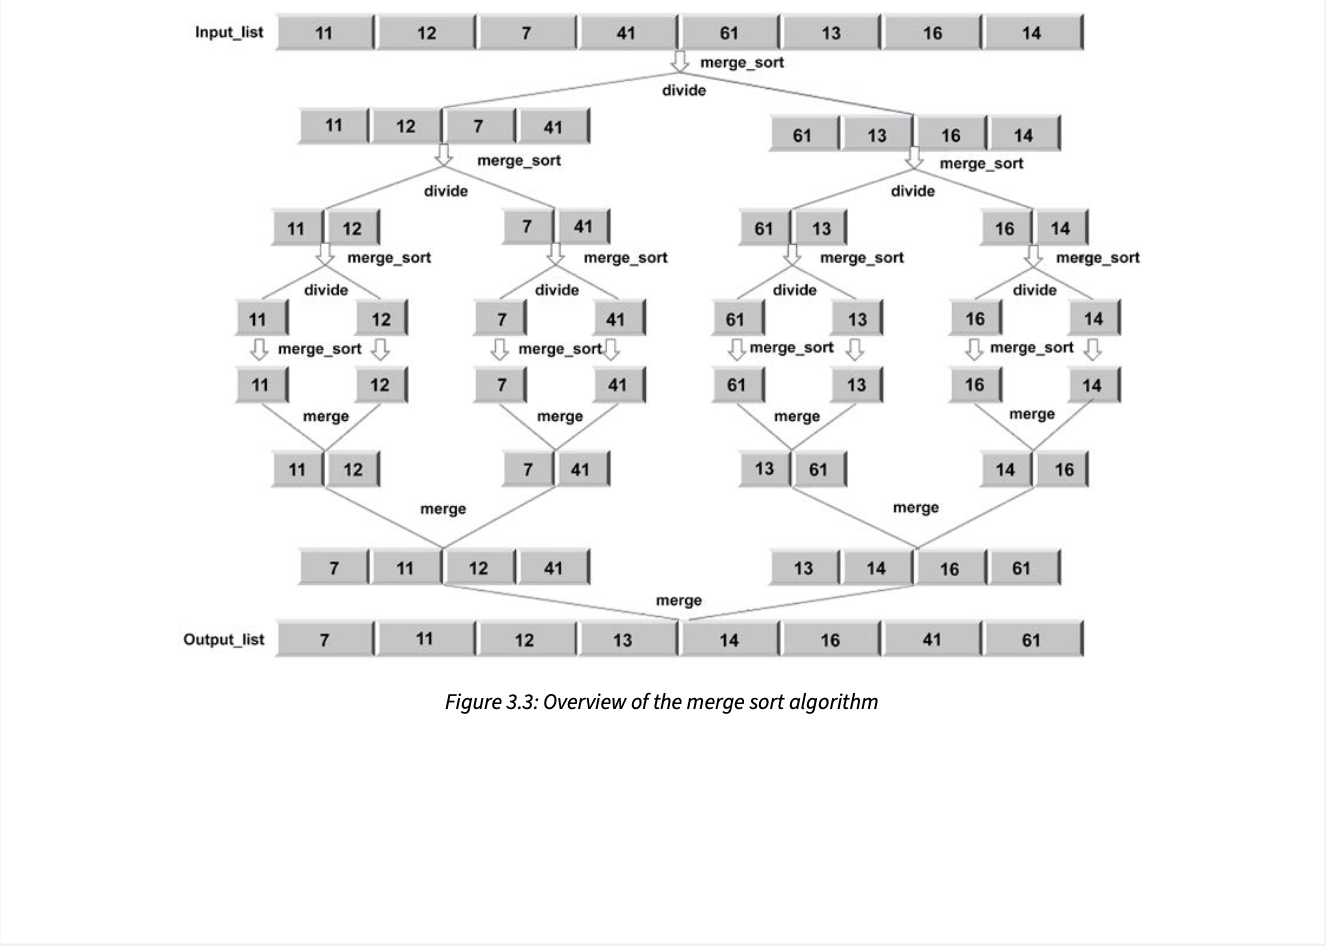 Input_list 11 12 7 41 61 13 16 14
merge_sort
divide
11 12 7 41 61 13 16 14
merge_sort merge_sort
divide divide
11 12 7 41 61 13 16 14
merge_sort merge_sort merge_sort merge_sort
divide divide divide divide
11 12 7 41 61 13 16 14
merge_sort merge_sort merge_sort merge_sort
11 12 7 41 61 13 16 14
merge merge merge merge
11 12 7 41 13 61 14 16
merge merge
7 11 12 41 13 14 16 61
merge
Output_list 7 11 12 13 14 16 41 61
Figure 3.3: Overview of the merge sort algorithm